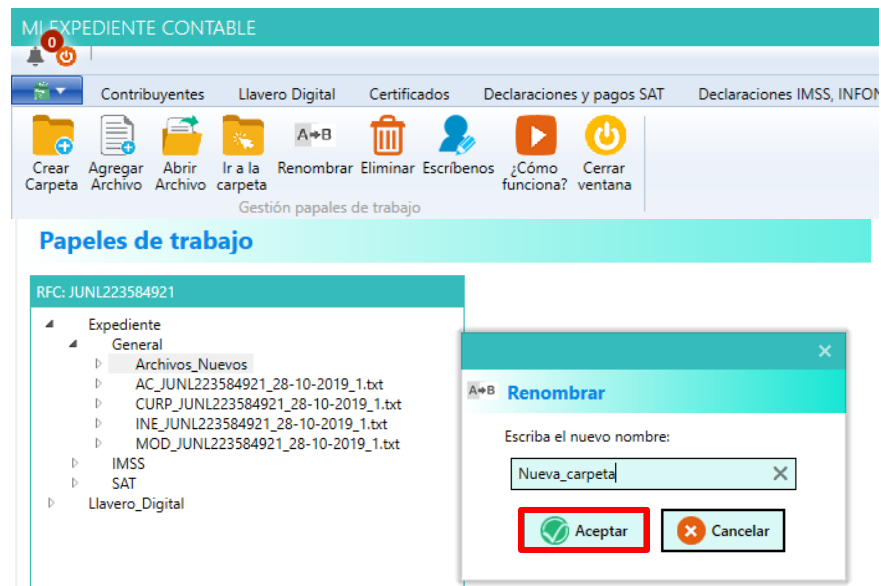 MI EXPEDIENTE CONTABLE
0
Contribuyentes Llavero Digital Certificados Declaraciones y pagos SAT Declaraciones IMSS, INFON
Crear Carpeta
Agregar Archivo
Abrir Archivo
Ir a la carpeta
A→B
Renombrar
Eliminar
Escríbenos
¿Cómo funciona?
Cerrar ventana
Gestión papales de trabajo
Papeles de trabajo
RFC: JUNL223584921
Expediente
General
Archivos_Nuevos
AC_JUNL223584921_28-10-2019_1.txt
CURP_JUNL223584921_28-10-2019_1.txt
INE_JUNL223584921_28-10-2019_1.txt
MOD_JUNL223584921_28-10-2019_1.txt
IMSS
SAT
Llavero_Digital
A→B Renombrar
Escriba el nuevo nombre:
Nueva_carpeta
Aceptar
Cancelar